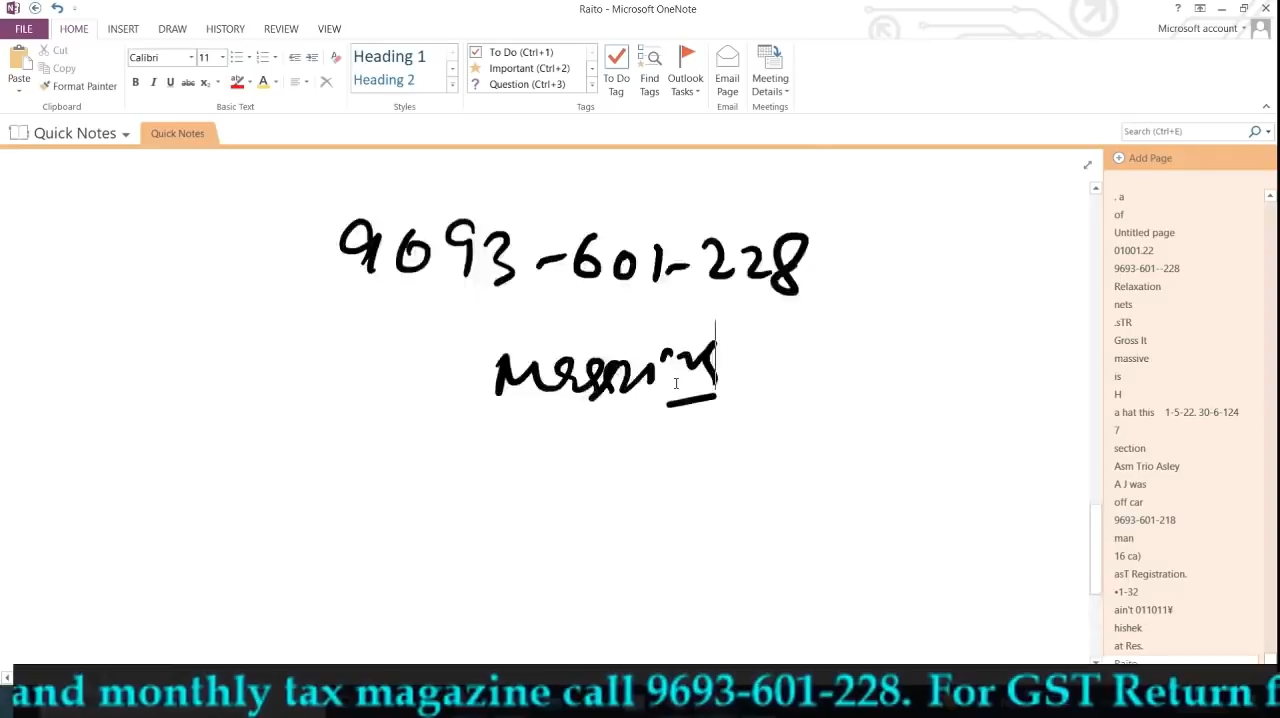 Raito - Microsoft OneNote
?
FILE HOME INSERT DRAW HISTORY REVIEW VIEW
Microsoft account
Paste
Cut
Copy
Format Painter
Clipboard
Calibri 11
B I U abc x₂ A
Basic Text
Heading 1
Heading 2
Styles
To Do (Ctrl+1)
Important (Ctrl+2)
? Question (Ctrl+3)
Tags
To Do Tag
Find Tags
Outlook Tasks
Email Page
Email
Meeting Details
Meetings
Quick Notes
Quick Notes
Search (Ctrl+E)
Add Page
9093-601-228
. a
of
Untitled page
01001.22
9693-601--228
Relaxation
nets
.sTR
Gross It
massive
is
H
a hat this 1-5-22. 30-6-124
7
section
Asm Trio Asley
A J was
off car
9693-601-218
man
16 ca)
asT Registration.
•1-32
ain't 011011¥
hishek
at Res.
Raito
and monthly tax magazine call 9693-601-228. For GST Return f